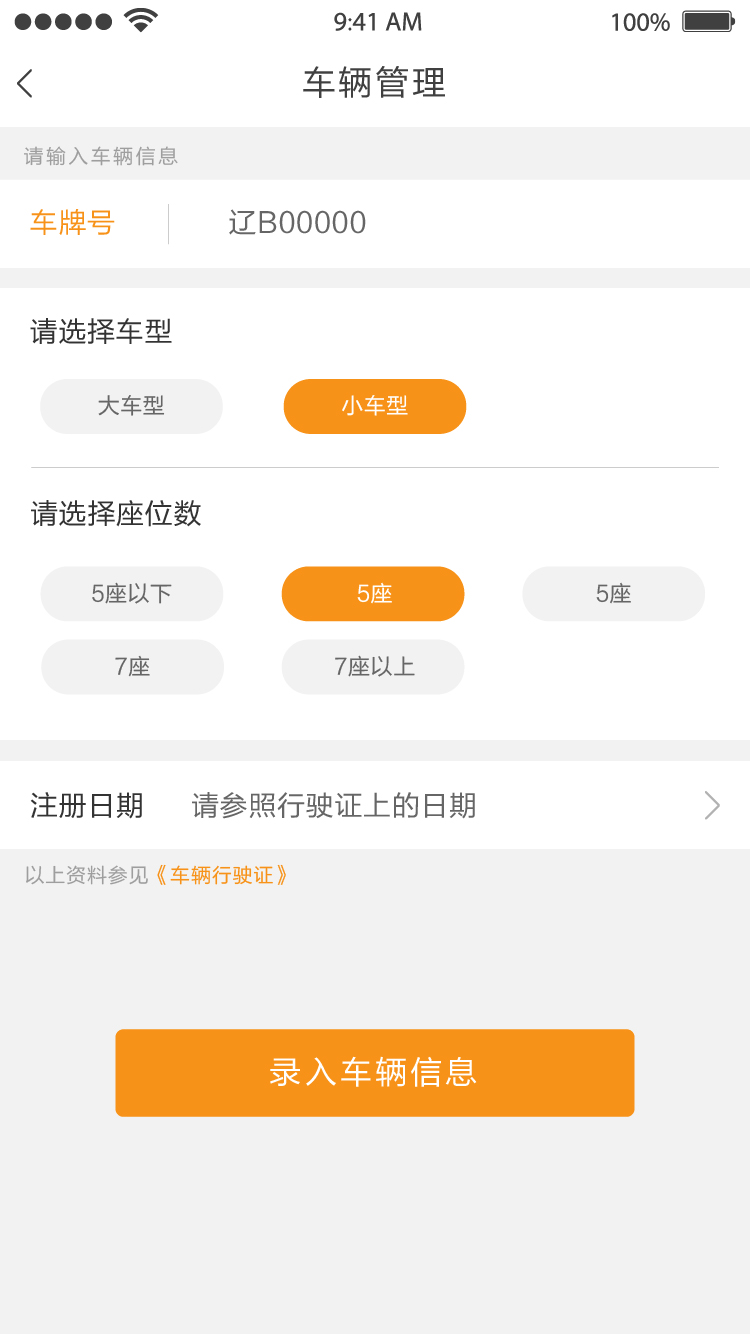 9:41 AM 100%
车辆管理
请输入车辆信息
车牌号 辽B00000
请选择车型
大车型 小车型
请选择座位数
5座以下 5座 5座
7座 7座以上
注册日期 请参照行驶证上的日期
以上资料参见《车辆行驶证》
录入车辆信息